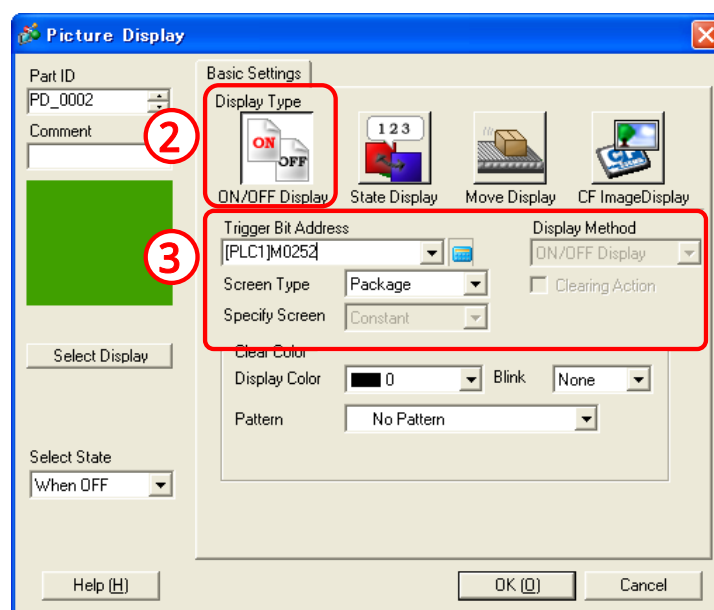 Picture Display
Part ID
PD_0002
Comment
Basic Settings
Display Type
2
ON
OFF
1 2 3
ON/OFF Display
State Display
Move Display
CF ImageDisplay
3
Trigger Bit Address
Display Method
[PLC1]M0252
ON/OFF Display
Screen Type
Package
Clearing Action
Specify Screen
Constant
Select Display
Clear Color
Display Color
0
Blink
None
Pattern
No Pattern
Select State
When OFF
Help (H)
OK (O)
Cancel